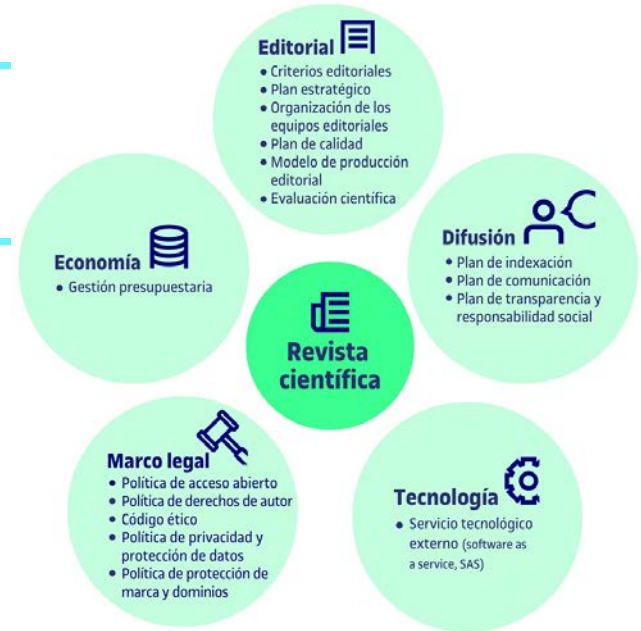 Editorial
• Criterios editoriales
• Plan estratégico
• Organización de los
equipos editoriales
• Plan de calidad
• Modelo de producción
editorial
• Evaluación científica
Economía
• Gestión presupuestaria
Difusión
• Plan de indexación
• Plan de comunicación
• Plan de transparencia y
responsabilidad social
Revista
científica
Marco legal
• Política de acceso abierto
• Política de derechos de autor
• Código ético
• Política de privacidad y
protección de datos
• Política de protección de
marca y dominios
Tecnología
• Servicio tecnológico
externo (software as
a service, SAS)